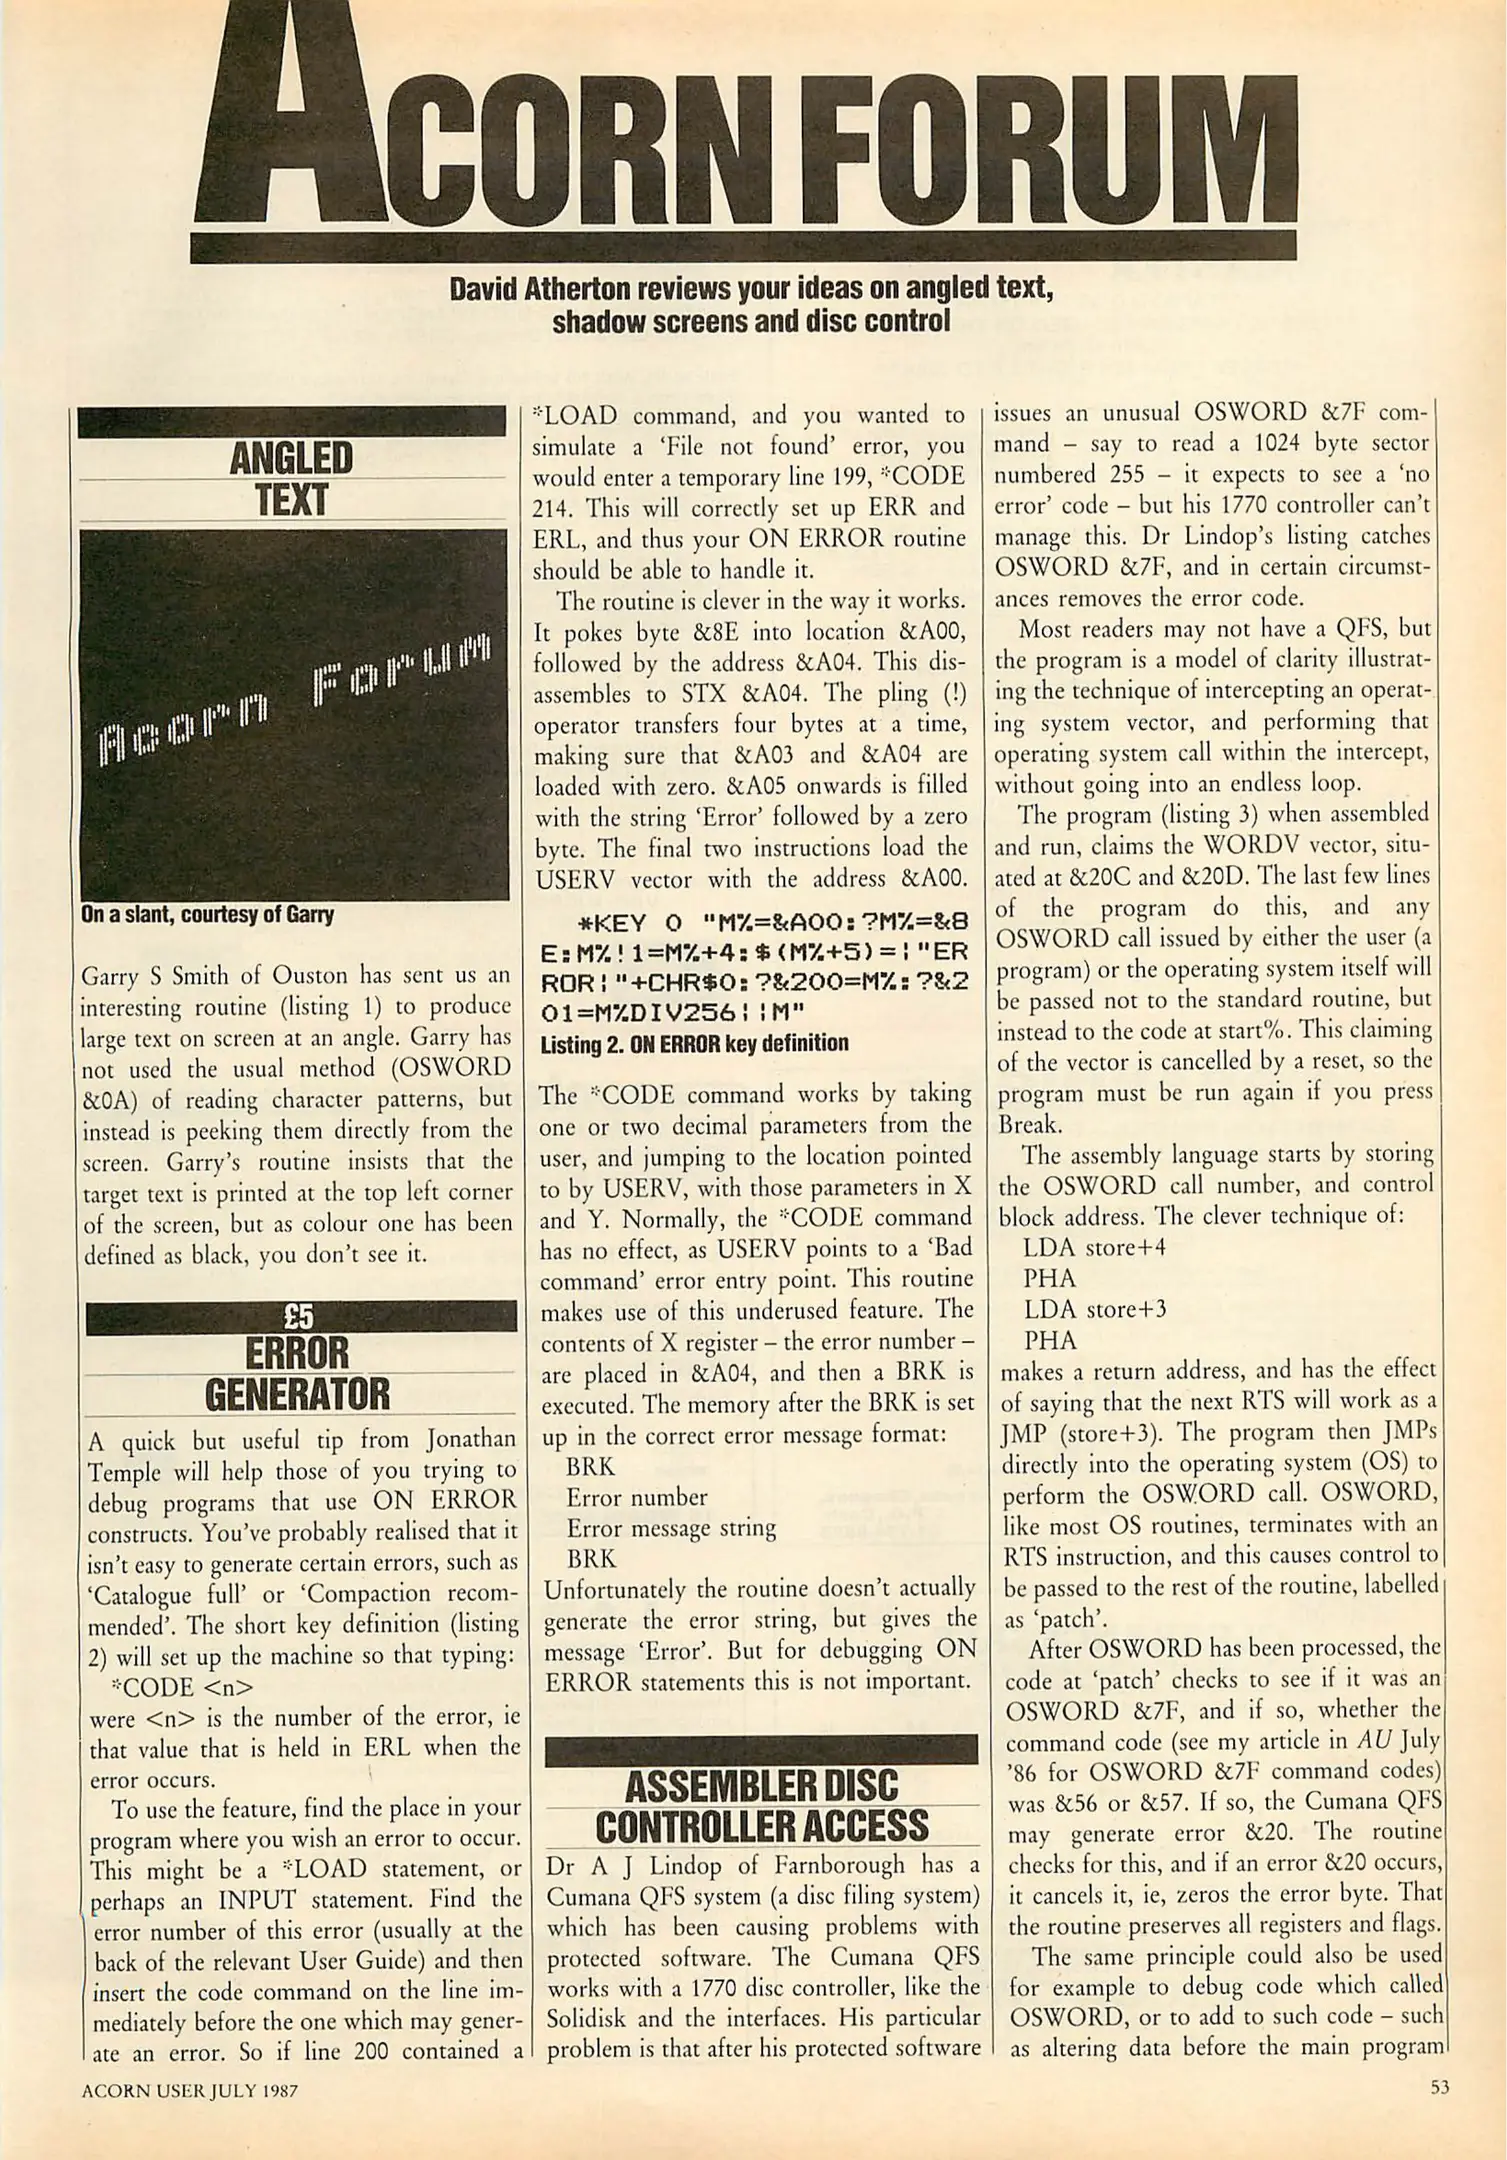 ACORN FORUM
David Atherton reviews your ideas on angled text,
shadow screens and disc control
ANGLED
TEXT
Acorn Forum
On a slant, courtesy of Garry
Garry S Smith of Ouston has sent us an
interesting routine (listing 1) to produce
large text on screen at an angle. Garry has
not used the usual method (OSWORD
&0A) of reading character patterns, but
instead is peeking them directly from the
screen. Garry's routine insists that the
target text is printed at the top left corner
of the screen, but as colour one has been
defined as black, you don't see it.
£5
ERROR
GENERATOR
A quick but useful tip from Jonathan
Temple will help those of you trying to
debug programs that use ON ERROR
constructs. You've probably realised that it
isn't easy to generate certain errors, such as
'Catalogue full' or 'Compaction recom-
mended'. The short key definition (listing
2) will set up the machine so that typing:
*CODE <n>
were <n> is the number of the error, ie
that value that is held in ERL when the
error occurs.
To use the feature, find the place in your
program where you wish an error to occur.
This might be a *LOAD statement, or
perhaps an INPUT statement. Find the
error number of this error (usually at the
back of the relevant User Guide) and then
insert the code command on the line im-
mediately before the one which may gener-
ate an error. So if line 200 contained a
*LOAD command, and you wanted to
simulate a 'File not found' error, you
would enter a temporary line 199, *CODE
214. This will correctly set up ERR and
ERL, and thus your ON ERROR routine
should be able to handle it.
The routine is clever in the way it works.
It pokes byte &8E into location &A00,
followed by the address &A04. This dis-
assembles to STX &A04. The pling (!)
operator transfers four bytes at a time,
making sure that &A03 and &A04 are
loaded with zero. &A05 onwards is filled
with the string 'Error' followed by a zero
byte. The final two instructions load the
USERV vector with the address &A00.
*KEY 0 "M%=&A00:?M%=&8
E:M%!1=M%+4:$(M%+5)=¦"ER
ROR¦"+CHR$0:?&200=M%:?&2
01=M%DIV256¦¦M"
Listing 2. ON ERROR key definition
The *CODE command works by taking
one or two decimal parameters from the
user, and jumping to the location pointed
to by USERV, with those parameters in X
and Y. Normally, the *CODE command
has no effect, as USERV points to a 'Bad
command' error entry point. This routine
makes use of this underused feature. The
contents of X register – the error number –
are placed in &A04, and then a BRK is
executed. The memory after the BRK is set
up in the correct error message format:
BRK
Error number
Error message string
BRK
Unfortunately the routine doesn't actually
generate the error string, but gives the
message 'Error'. But for debugging ON
ERROR statements this is not important.
ASSEMBLER DISC
CONTROLLER ACCESS
Dr A J Lindop of Farnborough has a
Cumana QFS system (a disc filing system)
which has been causing problems with
protected software. The Cumana QFS
works with a 1770 disc controller, like the
Solidisk and the interfaces. His particular
problem is that after his protected software
issues an unusual OSWORD &7F com-
mand – say to read a 1024 byte sector
numbered 255 – it expects to see a 'no
error' code – but his 1770 controller can't
manage this. Dr Lindop's listing catches
OSWORD &7F, and in certain circumst-
ances removes the error code.
Most readers may not have a QFS, but
the program is a model of clarity illustrat-
ing the technique of intercepting an operat-
ing system vector, and performing that
operating system call within the intercept,
without going into an endless loop.
The program (listing 3) when assembled
and run, claims the WORDV vector, situ-
ated at &20C and &20D. The last few lines
of the program do this, and any
OSWORD call issued by either the user (a
program) or the operating system itself will
be passed not to the standard routine, but
instead to the code at start%. This claiming
of the vector is cancelled by a reset, so the
program must be run again if you press
Break.
The assembly language starts by storing
the OSWORD call number, and control
block address. The clever technique of:
LDA store+4
PHA
LDA store+3
PHA
makes a return address, and has the effect
of saying that the next RTS will work as a
JMP (store+3). The program then JMPs
directly into the operating system (OS) to
perform the OSWORD call. OSWORD,
like most OS routines, terminates with an
RTS instruction, and this causes control to
be passed to the rest of the routine, labelled
as 'patch'.
After OSWORD has been processed, the
code at 'patch' checks to see if it was an
OSWORD &7F, and if so, whether the
command code (see my article in AU July
'86 for OSWORD &7F command codes)
was &56 or &57. If so, the Cumana QFS
may generate error &20. The routine
checks for this, and if an error &20 occurs,
it cancels it, ie, zeros the error byte. That
the routine preserves all registers and flags.
The same principle could also be used
for example to debug code which called
OSWORD, or to add to such code – such
as altering data before the main program
ACORN USER JULY 1987
53